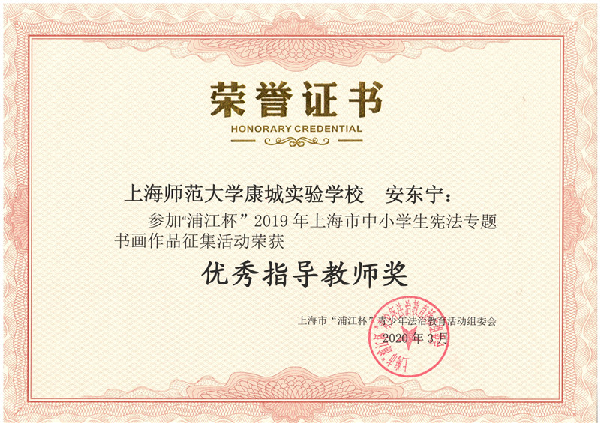 荣誉证书
HONORARY CREDENTIAL
上海师范大学康城实验学校 安东宁：
参加“浦江杯”2019年上海市中小学生宪法专题
书画作品征集活动荣获
优秀指导教师奖
上海市“浦江杯”青少年法治教育活动组委会
2020年3月